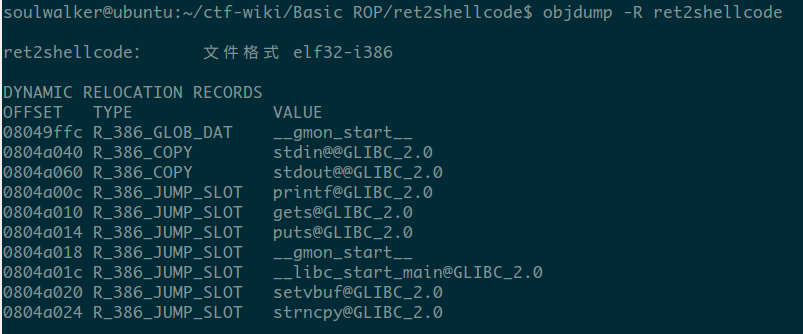 soulwalker@ubuntu:~/ctf-wiki/Basic ROP/ret2shellcode$ objdump -R ret2shellcode
ret2shellcode:     文件格式 elf32-i386
DYNAMIC RELOCATION RECORDS
OFFSET   TYPE              VALUE
08049ffc R_386_GLOB_DAT    __gmon_start__
0804a040 R_386_COPY        stdin@@GLIBC_2.0
0804a060 R_386_COPY        stdout@@GLIBC_2.0
0804a00c R_386_JUMP_SLOT   printf@GLIBC_2.0
0804a010 R_386_JUMP_SLOT   gets@GLIBC_2.0
0804a014 R_386_JUMP_SLOT   puts@GLIBC_2.0
0804a018 R_386_JUMP_SLOT   __gmon_start__
0804a01c R_386_JUMP_SLOT   __libc_start_main@GLIBC_2.0
0804a020 R_386_JUMP_SLOT   setvbuf@GLIBC_2.0
0804a024 R_386_JUMP_SLOT   strncpy@GLIBC_2.0